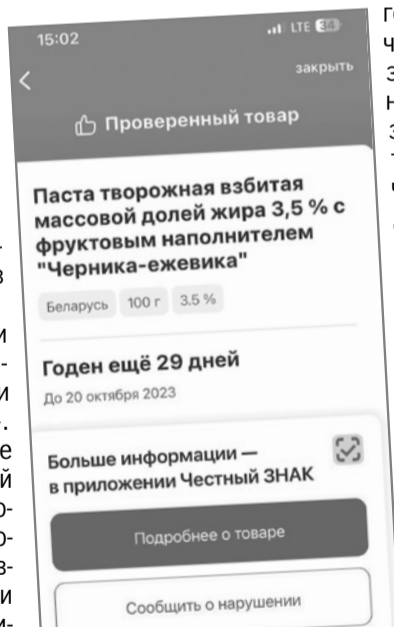 15:02
LTE 34
закрыть
Проверенный товар
Паста творожная взбитая
массовой долей жира 3,5 % с
фруктовым наполнителем
"Черника-ежевика"
Беларусь 100 г 3.5 %
Годен ещё 29 дней
До 20 октября 2023
Больше информации —
в приложении Честный ЗНАК
Подробнее о товаре
Сообщить о нарушении